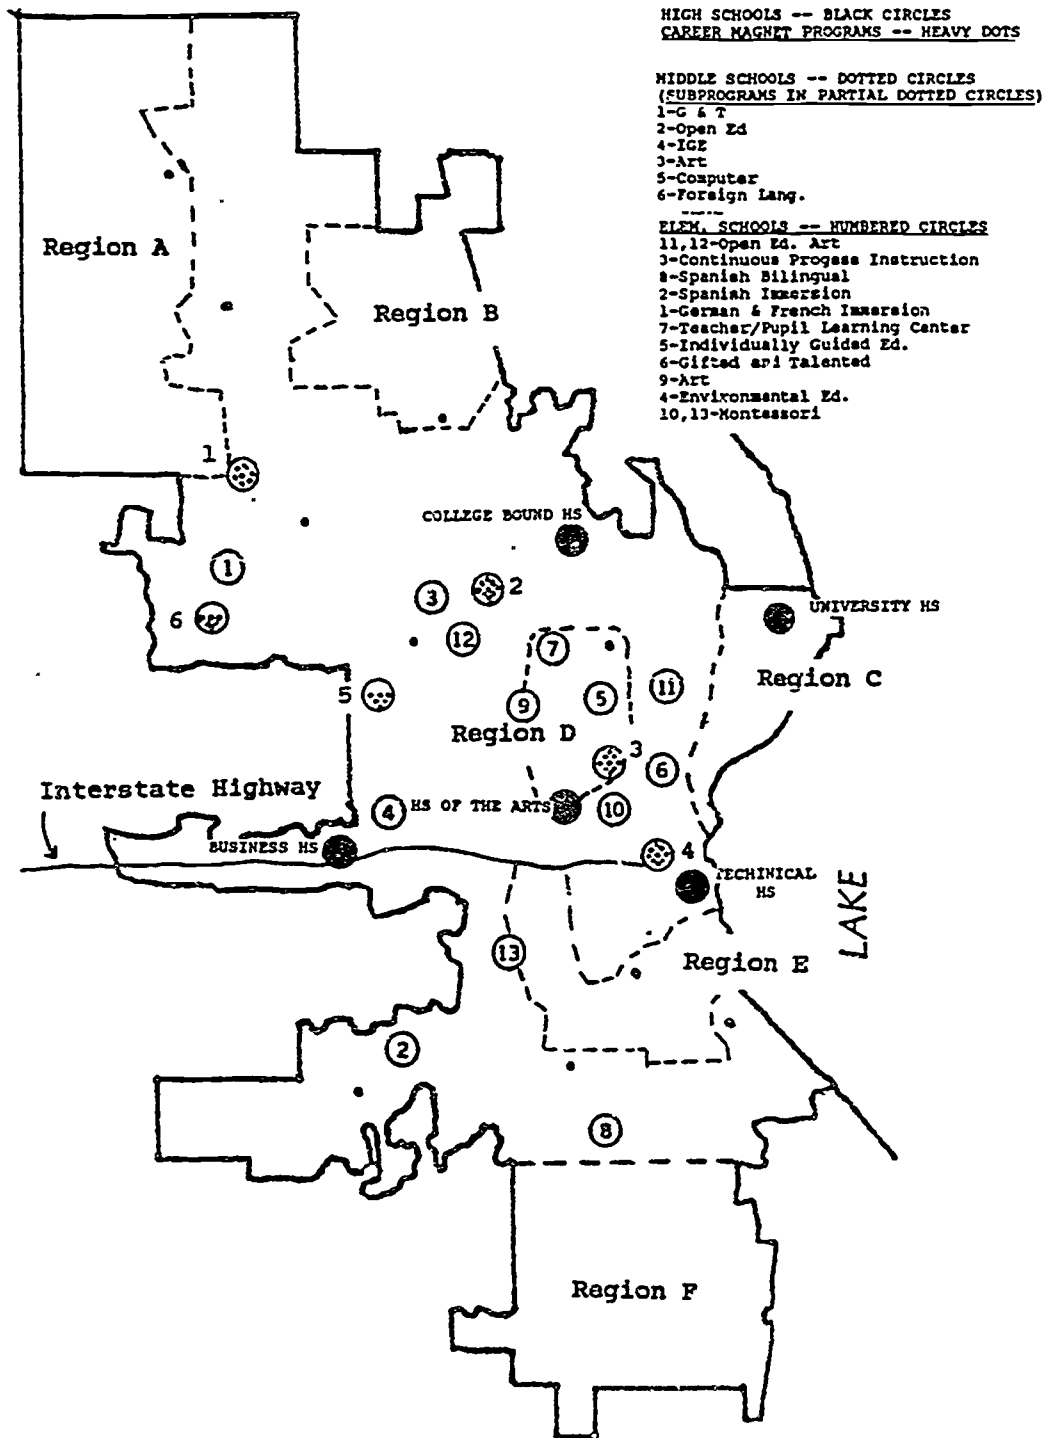 HIGH SCHOOLS -- BLACK CIRCLES
CAREER MAGNET PROGRAMS -- HEAVY DOTS
MIDDLE SCHOOLS -- DOTTED CIRCLES
(SUBPROGRAMS IN PARTIAL DOTTED CIRCLES)
1-G & T
2-Open Ed
4-IGE
3-Art
5-Computer
6-Foreign Lang.
ELEM. SCHOOLS -- NUMBERED CIRCLES
11,12-Open Ed. Art
3-Continuous Progess Instruction
8-Spanish Bilingual
2-Spanish Immersion
1-German & French Immersion
7-Teacher/Pupil Learning Center
5-Individually Guided Ed.
6-Gifted and Talented
9-Art
4-Environmental Ed.
10,13-Montessori
Region A
Region B
1
COLLEGE BOUND HS
1
3
2
UNIVERSITY HS
6
12
7
Region C
5
11
5
9
Region D
3
6
Interstate Highway
4
HS OF THE ARTS
10
BUSINESS HS
4
TECHINICAL
HS
LAKE
13
Region E
2
8
Region F